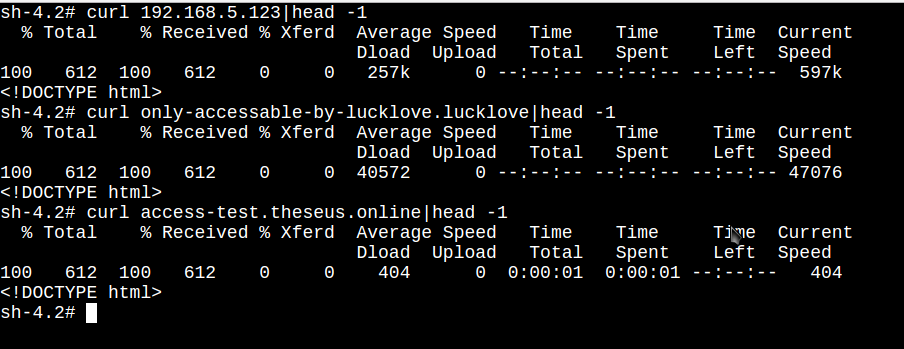 sh-4.2# curl 192.168.5.123|head -1
  % Total    % Received % Xferd  Average Speed   Time    Time     Time  Current
                                 Dload  Upload   Total   Spent    Left  Speed
100   612  100   612    0     0   257k      0 --:--:-- --:--:-- --:--:--  597k
<!DOCTYPE html>
sh-4.2# curl only-accessable-by-lucklove.lucklove|head -1
  % Total    % Received % Xferd  Average Speed   Time    Time     Time  Current
                                 Dload  Upload   Total   Spent    Left  Speed
100   612  100   612    0     0  40572      0 --:--:-- --:--:-- --:--:-- 47076
<!DOCTYPE html>
sh-4.2# curl access-test.theseus.online|head -1
  % Total    % Received % Xferd  Average Speed   Time    Time     Time  Current
                                 Dload  Upload   Total   Spent    Left  Speed
100   612  100   612    0     0    404      0  0:00:01  0:00:01 --:--:--   404
<!DOCTYPE html>
sh-4.2#